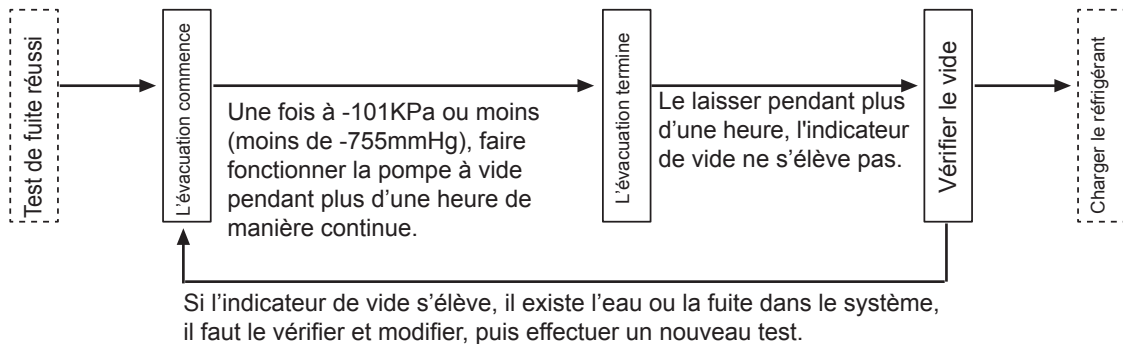 Test de fuite réussi
L'évacuation commence
Une fois à -101KPa ou moins
(moins de -755mmHg), faire
fonctionner la pompe à vide
pendant plus d'une heure de
manière continue.
L'évacuation termine
Le laisser pendant plus
d'une heure, l'indicateur
de vide ne s'élève pas.
Vérifier le vide
Charger le réfrigérant
Si l'indicateur de vide s'élève, il existe l'eau ou la fuite dans le système,
il faut le vérifier et modifier, puis effectuer un nouveau test.